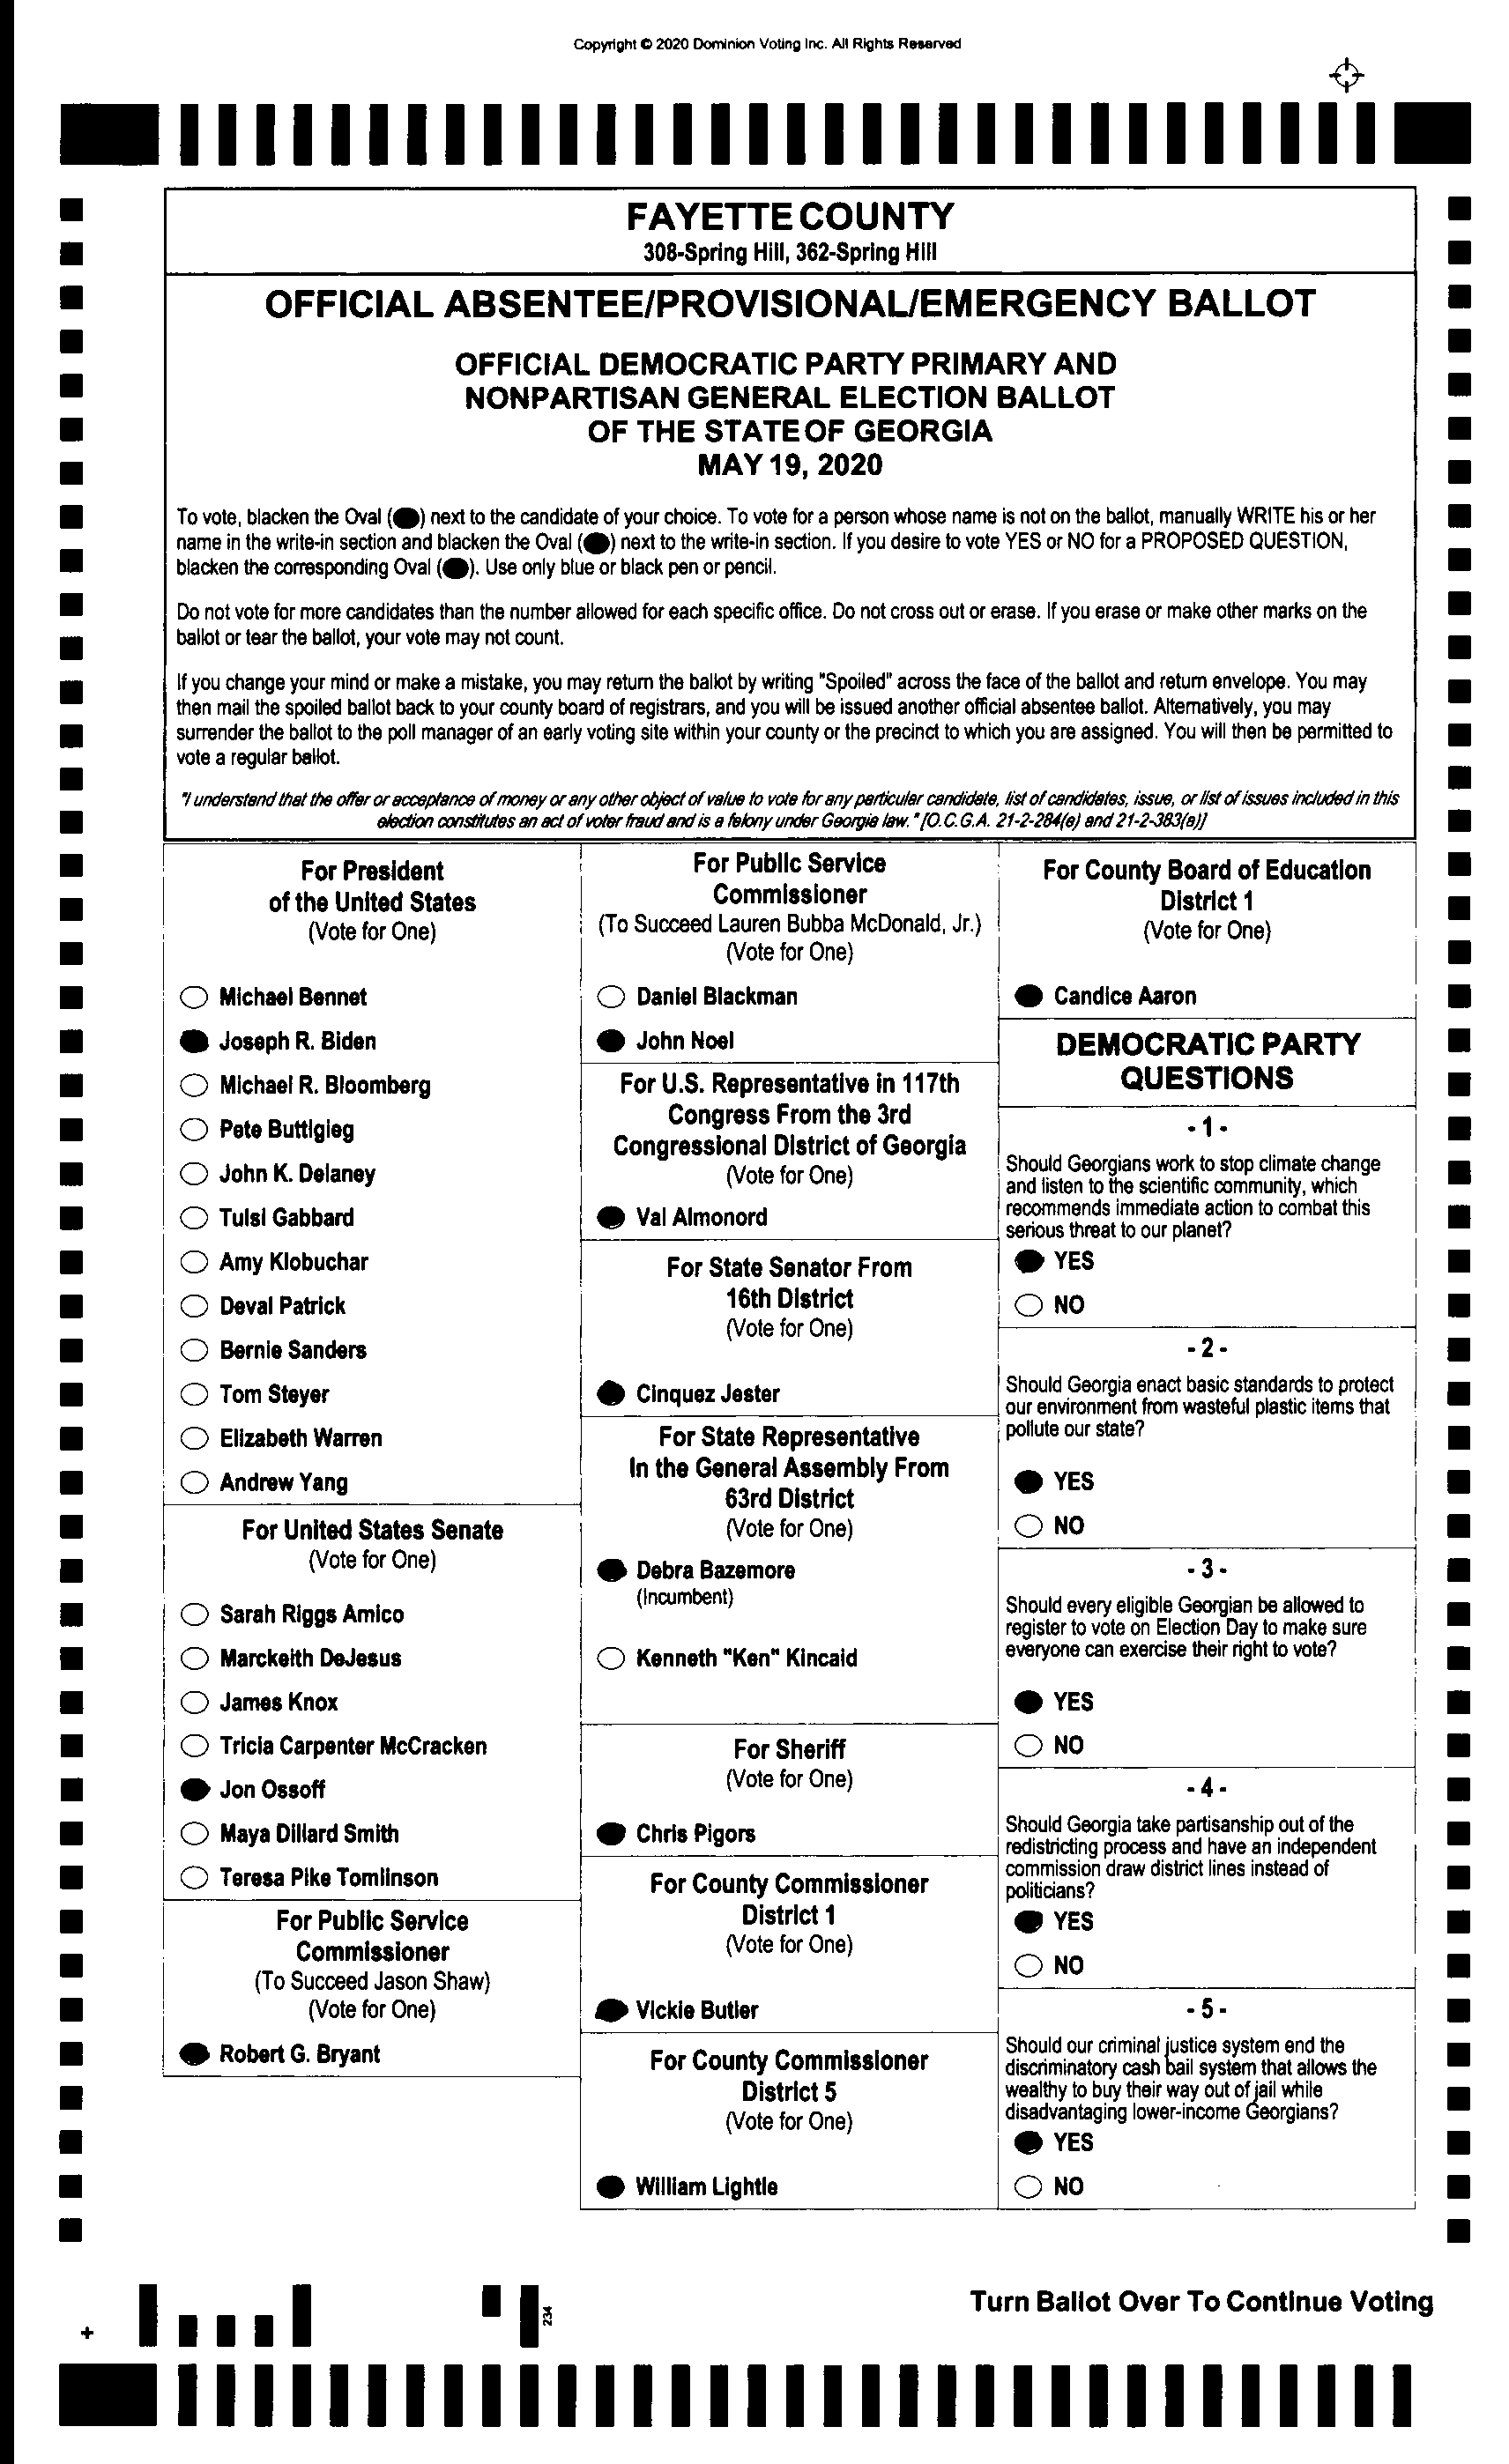 Copyright © 2020 Dominion Voting Inc. All Rights Reserved
FAYETTE COUNTY
308-Spring Hill, 362-Spring Hill
OFFICIAL ABSENTEE/PROVISIONAL/EMERGENCY BALLOT
OFFICIAL DEMOCRATIC PARTY PRIMARY AND
NONPARTISAN GENERAL ELECTION BALLOT
OF THE STATE OF GEORGIA
MAY 19, 2020
To vote, blacken the Oval ( ) next to the candidate of your choice. To vote for a person whose name is not on the ballot, manually WRITE his or her
name in the write-in section and blacken the Oval ( ) next to the write-in section. If you desire to vote YES or NO for a PROPOSED QUESTION,
blacken the corresponding Oval ( ). Use only blue or black pen or pencil.
Do not vote for more candidates than the number allowed for each specific office. Do not cross out or erase. If you erase or make other marks on the
ballot or tear the ballot, your vote may not count.
If you change your mind or make a mistake, you may return the ballot by writing "Spoiled" across the face of the ballot and return envelope. You may
then mail the spoiled ballot back to your county board of registrars, and you will be issued another official absentee ballot. Alternatively, you may
surrender the ballot to the poll manager of an early voting site within your county or the precinct to which you are assigned. You will then be permitted to
vote a regular ballot.
"I understand that the offer or acceptance of money or any other object of value to vote for any particular candidate, list of candidates, issue, or list of issues included in this
election constitutes an act of voter fraud and is a felony under Georgia law." [O.C.G.A. 21-2-284(e) and 21-2-383(a)]
For President
of the United States
(Vote for One)
Michael Bennet
Joseph R. Biden
Michael R. Bloomberg
Pete Buttigieg
John K. Delaney
Tulsi Gabbard
Amy Klobuchar
Deval Patrick
Bernie Sanders
Tom Steyer
Elizabeth Warren
Andrew Yang
For United States Senate
(Vote for One)
Sarah Riggs Amico
Marckeith DeJesus
James Knox
Tricia Carpenter McCracken
Jon Ossoff
Maya Dillard Smith
Teresa Pike Tomlinson
For Public Service
Commissioner
(To Succeed Jason Shaw)
(Vote for One)
Robert G. Bryant
For Public Service
Commissioner
(To Succeed Lauren Bubba McDonald, Jr.)
(Vote for One)
Daniel Blackman
John Noel
For U.S. Representative in 117th
Congress From the 3rd
Congressional District of Georgia
(Vote for One)
Val Almonord
For State Senator From
16th District
(Vote for One)
Cinquez Jester
For State Representative
In the General Assembly From
63rd District
(Vote for One)
Debra Bazemore
(Incumbent)
Kenneth "Ken" Kincaid
For Sheriff
(Vote for One)
Chris Pigors
For County Commissioner
District 1
(Vote for One)
Vickie Butler
For County Commissioner
District 5
(Vote for One)
William Lightle
For County Board of Education
District 1
(Vote for One)
Candice Aaron
DEMOCRATIC PARTY
QUESTIONS
- 1 -
Should Georgians work to stop climate change
and listen to the scientific community, which
recommends immediate action to combat this
serious threat to our planet?
YES
NO
- 2 -
Should Georgia enact basic standards to protect
our environment from wasteful plastic items that
pollute our state?
YES
NO
- 3 -
Should every eligible Georgian be allowed to
register to vote on Election Day to make sure
everyone can exercise their right to vote?
YES
NO
- 4 -
Should Georgia take partisanship out of the
redistricting process and have an independent
commission draw district lines instead of
politicians?
YES
NO
- 5 -
Should our criminal justice system end the
discriminatory cash bail system that allows the
wealthy to buy their way out of jail while
disadvantaging lower-income Georgians?
YES
NO
234
Turn Ballot Over To Continue Voting